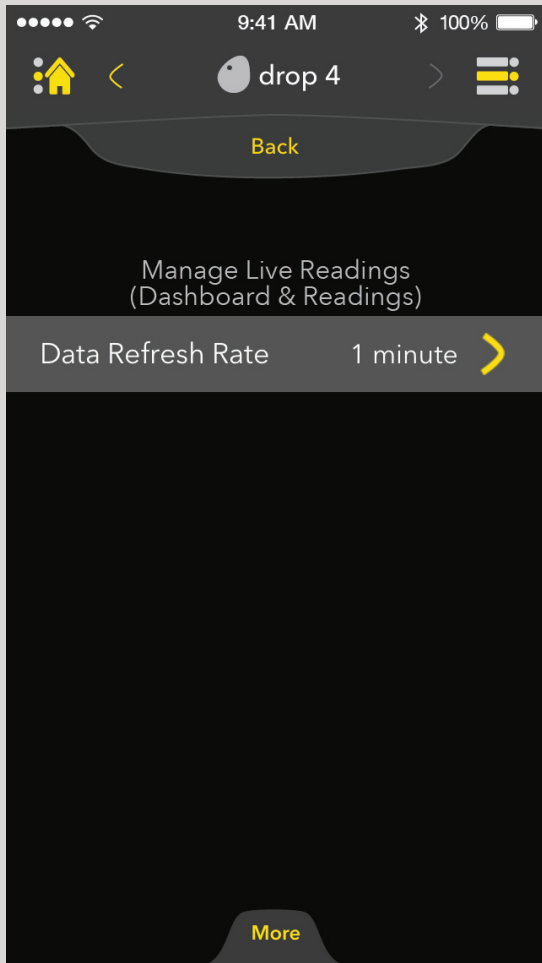 9:41 AM 100%
drop 4
Back
Manage Live Readings
(Dashboard & Readings)
Data Refresh Rate 1 minute
More